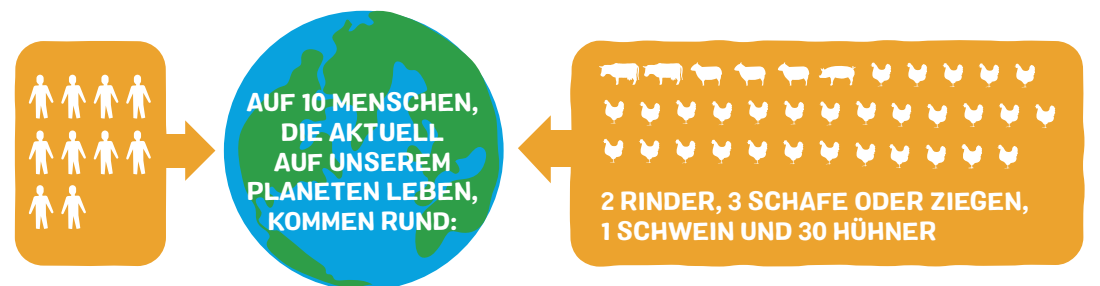 AUF 10 MENSCHEN,
DIE AKTUELL
AUF UNSEREM
PLANETEN LEBEN,
KOMMEN RUND:
2 RINDER, 3 SCHAFE ODER ZIEGEN,
1 SCHWEIN UND 30 HÜHNER